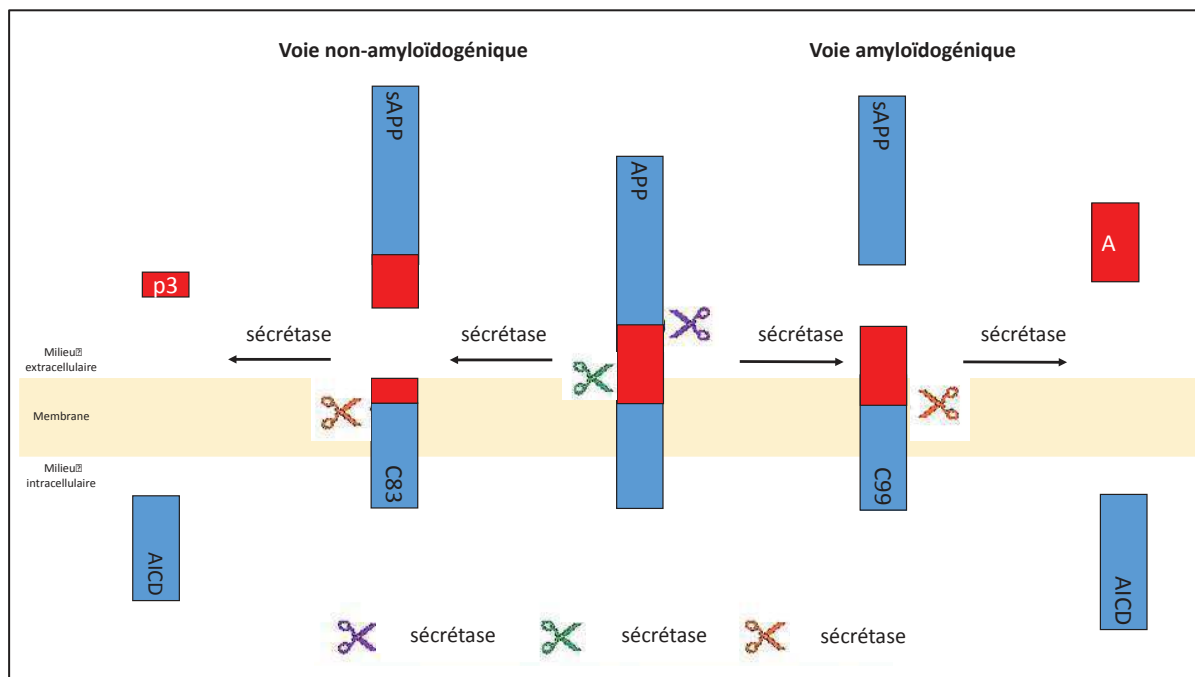 Voie non-amyloïdogénique
Voie amyloïdogénique
sAPP
APP
sAPP
A
p3
sécrétase
sécrétase
sécrétase
sécrétase
Milieu
extracellulaire
Membrane
Milieu
intracellulaire
C83
C99
AICD
AICD
sécrétase
sécrétase
sécrétase